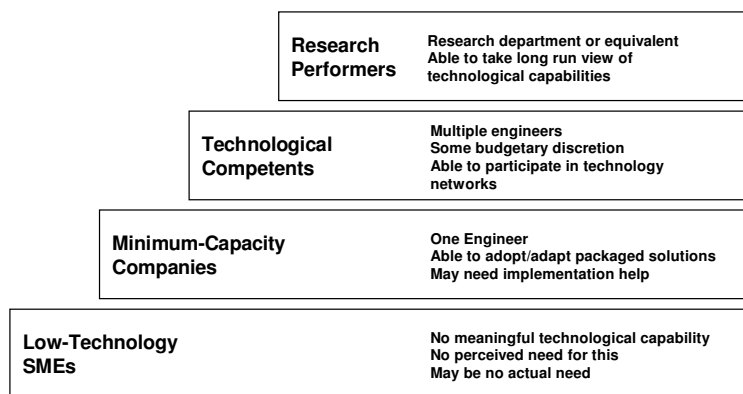 Research
Performers
Research department or equivalent
Able to take long run view of
technological capabilities
Technological
Competents
Multiple engineers
Some budgetary discretion
Able to participate in technology
networks
Minimum-Capacity
Companies
One Engineer
Able to adopt/adapt packaged solutions
May need implementation help
Low-Technology
SMEs
No meaningful technological capability
No perceived need for this
May be no actual need